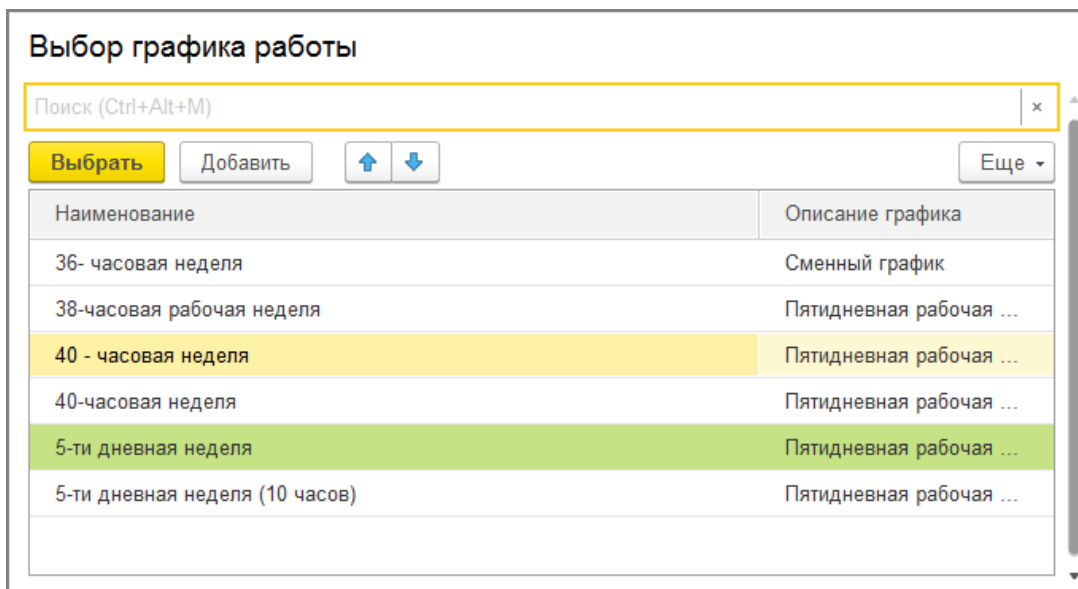 Выбор графика работы
Поиск (Ctrl+Alt+M) ×
Выбрать Добавить Еще
Наименование Описание графика
36- часовая неделя Сменный график
38-часовая рабочая неделя Пятидневная рабочая ...
40 - часовая неделя Пятидневная рабочая ...
40-часовая неделя Пятидневная рабочая ...
5-ти дневная неделя Пятидневная рабочая ...
5-ти дневная неделя (10 часов) Пятидневная рабочая ...